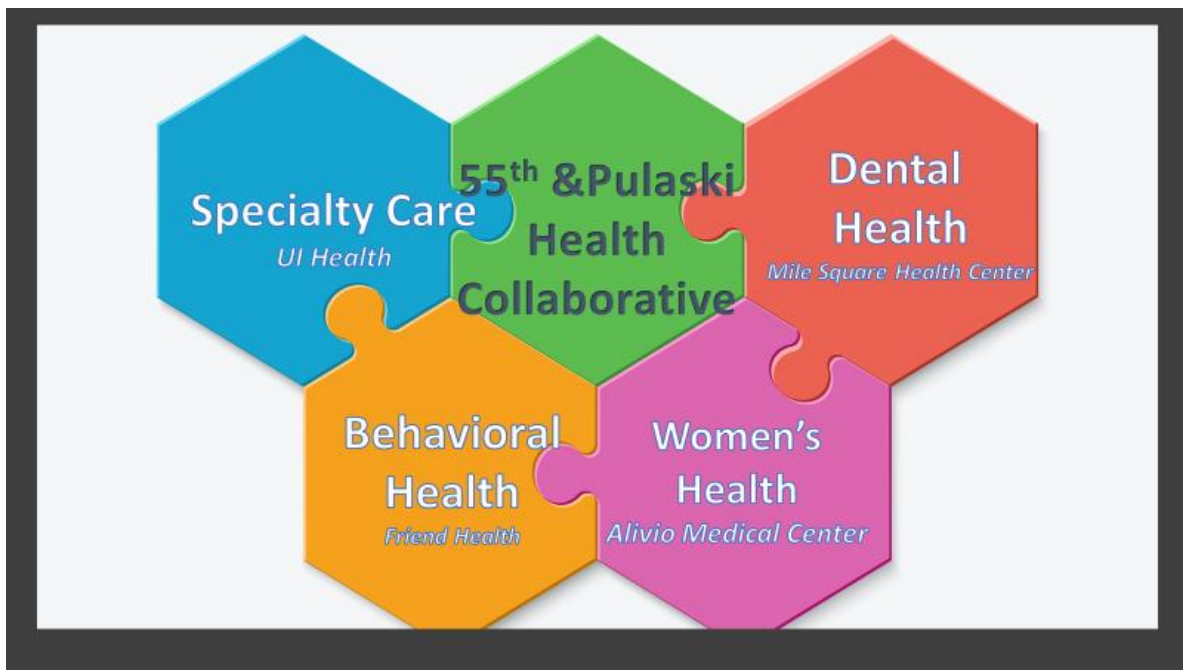 Specialty Care
UI Health
55th &Pulaski
Health
Collaborative
Dental
Health
Mile Square Health Center
Behavioral
Health
Friend Health
Women’s
Health
Alivio Medical Center